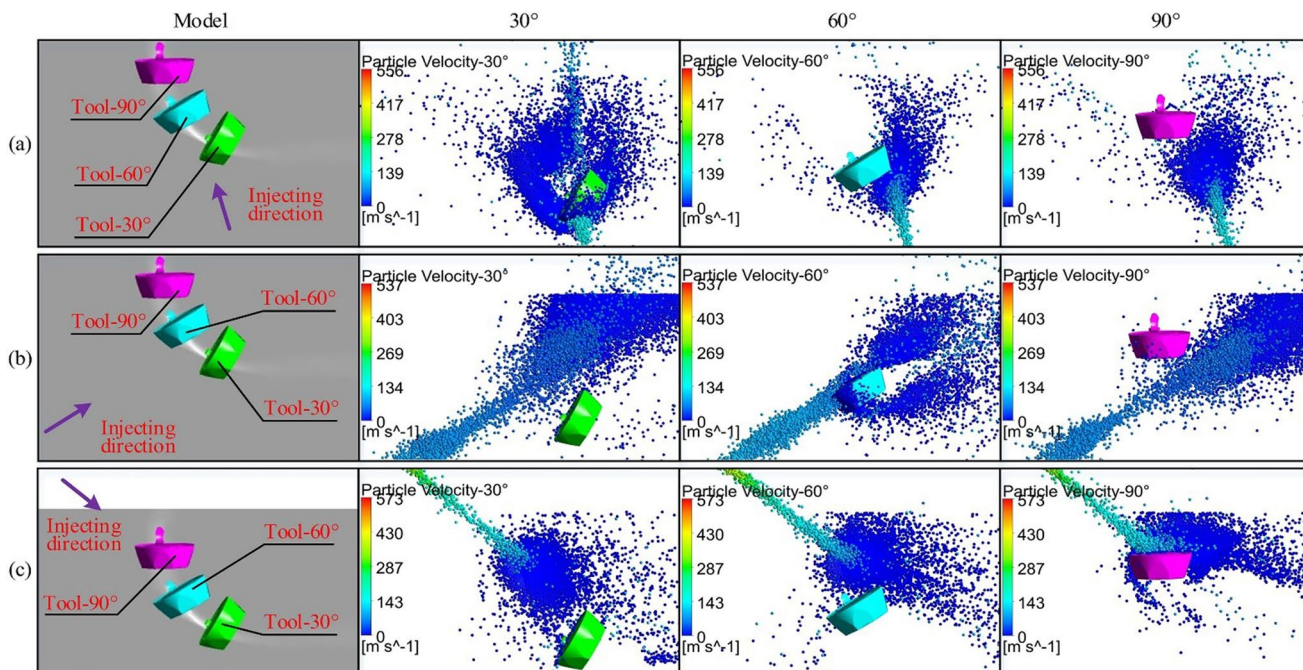 Model 30° 60° 90°
(a)
Tool-90°
Tool-60°
Tool-30°
Injecting
direction
Particle Velocity-30°
556
417
278
139
0
[m s^-1]
Particle Velocity-60°
556
417
278
139
0
[m s^-1]
Particle Velocity-90°
556
417
278
139
0
[m s^-1]
(b)
Tool-60°
Tool-90°
Tool-30°
Injecting
direction
Particle Velocity-30°
537
403
269
134
0
[m s^-1]
Particle Velocity-60°
537
403
269
134
0
[m s^-1]
Particle Velocity-90°
537
403
269
134
0
[m s^-1]
(c)
Injecting
direction
Tool-60°
Tool-90°
Tool-30°
Particle Velocity-30°
573
430
287
143
0
[m s^-1]
Particle Velocity-60°
573
430
287
143
0
[m s^-1]
Particle Velocity-90°
573
430
287
143
0
[m s^-1]